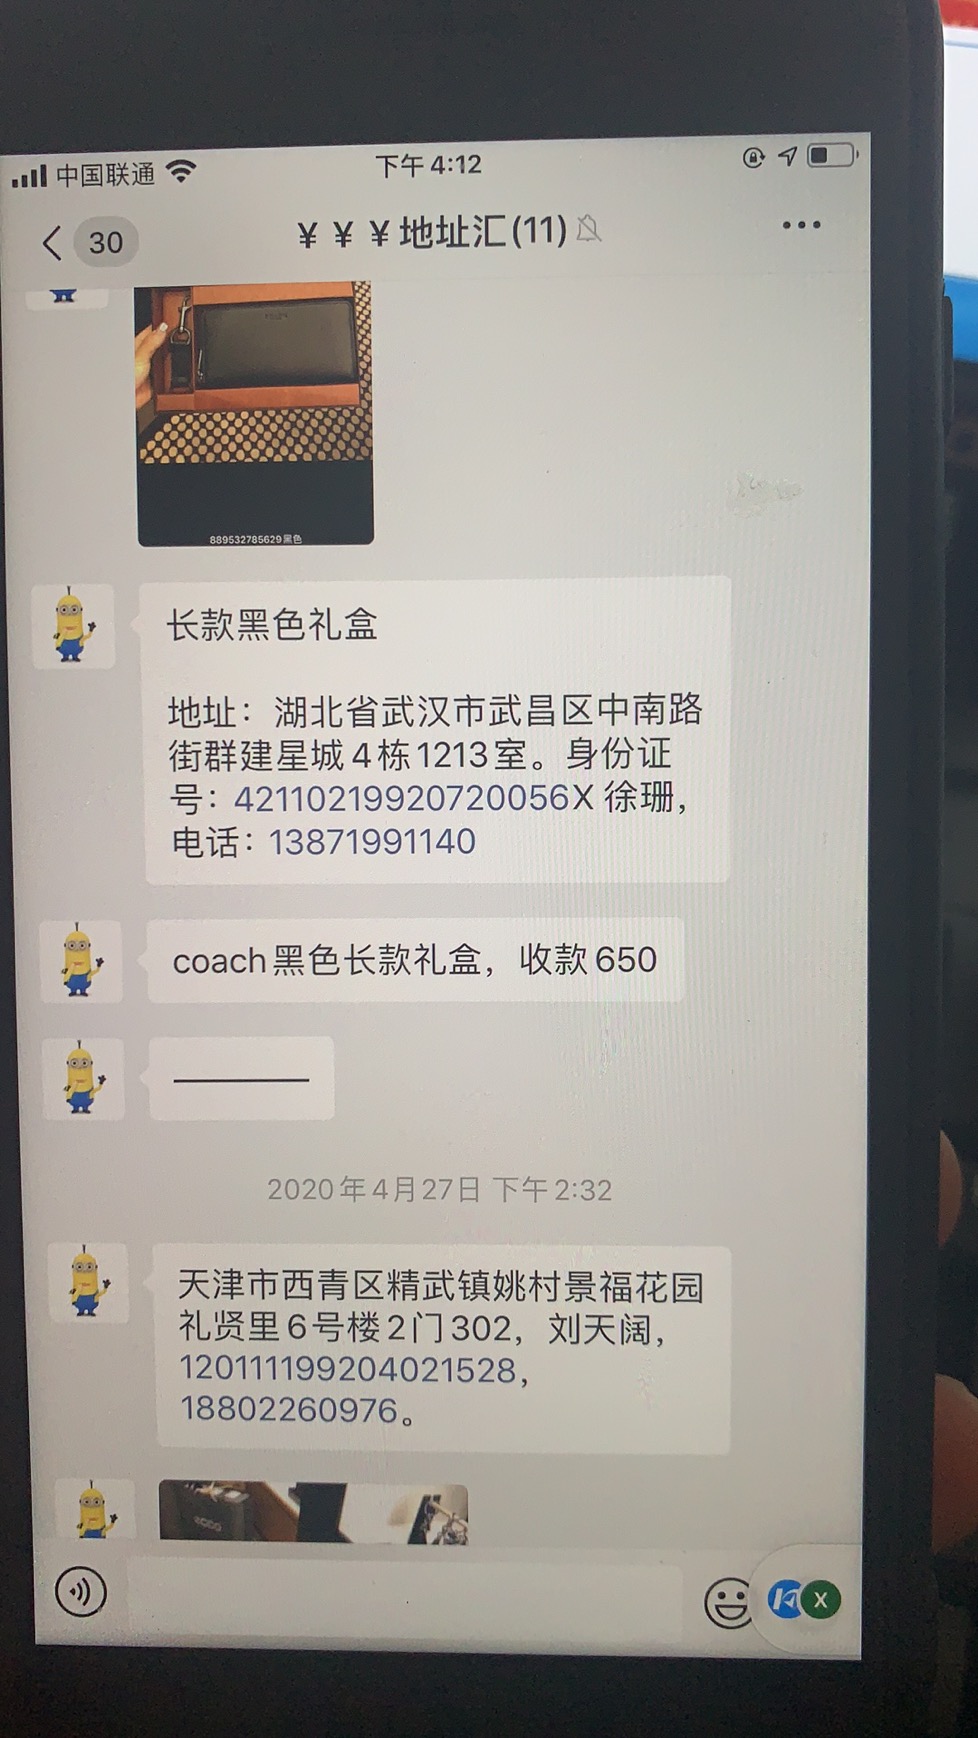 中国联通
下午4:12
30
¥ ¥ ¥地址汇(11)
889532785629黑色
长款黑色礼盒
地址：湖北省武汉市武昌区中南路
街群建星城4栋1213室。身份证
号：42110219920720056X 徐珊，
电话：13871991140
coach黑色长款礼盒，收款650
2020年4月27日 下午2:32
天津市西青区精武镇姚村景福花园
礼贤里6号楼2门302，刘天阔，
120111199204021528，
18802260976。